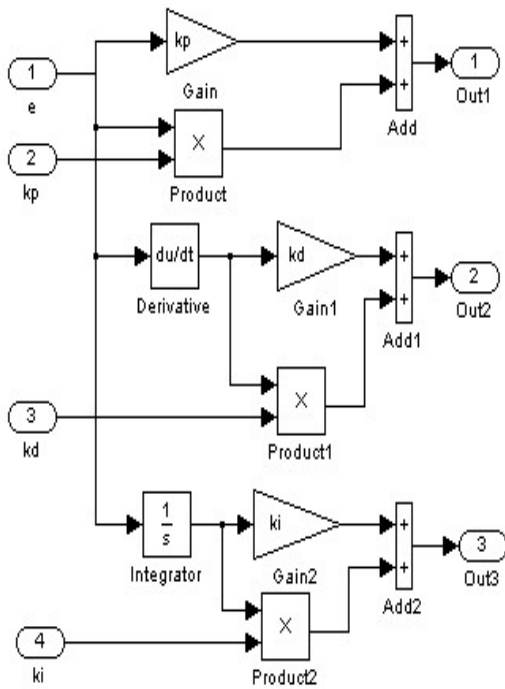 1
e
kp
Gain
+
+
Add
1
Out1
2
kp
×
Product
du/dt
Derivative
kd
Gain1
+
+
Add1
2
Out2
3
kd
×
Product1
1
s
Integrator
ki
Gain2
+
+
Add2
3
Out3
4
ki
×
Product2